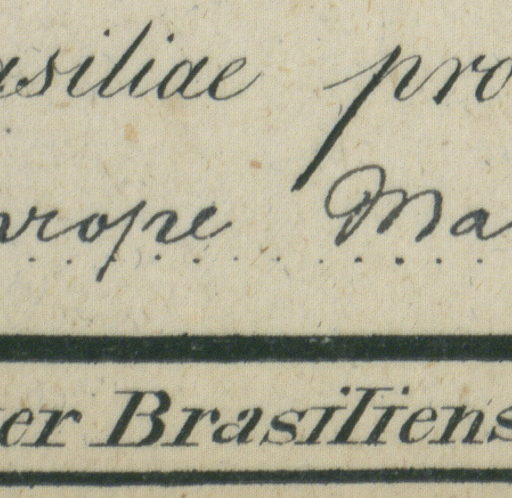 asiliae pro
prope Ma
er Brasiliens